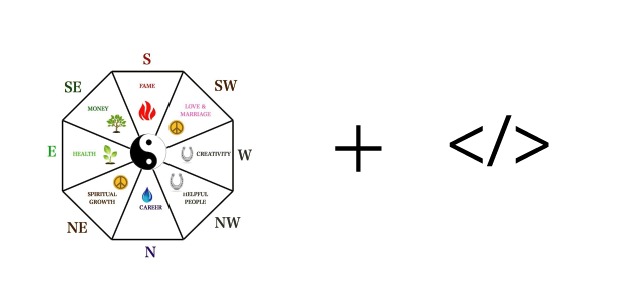 S
SE
SW
FAME
MONEY
LOVE &
MARRIAGE
E
HEALTH
CREATIVITY
W
SPIRITUAL
GROWTH
HELPFUL
PEOPLE
CAREER
NE
NW
N
+
</>